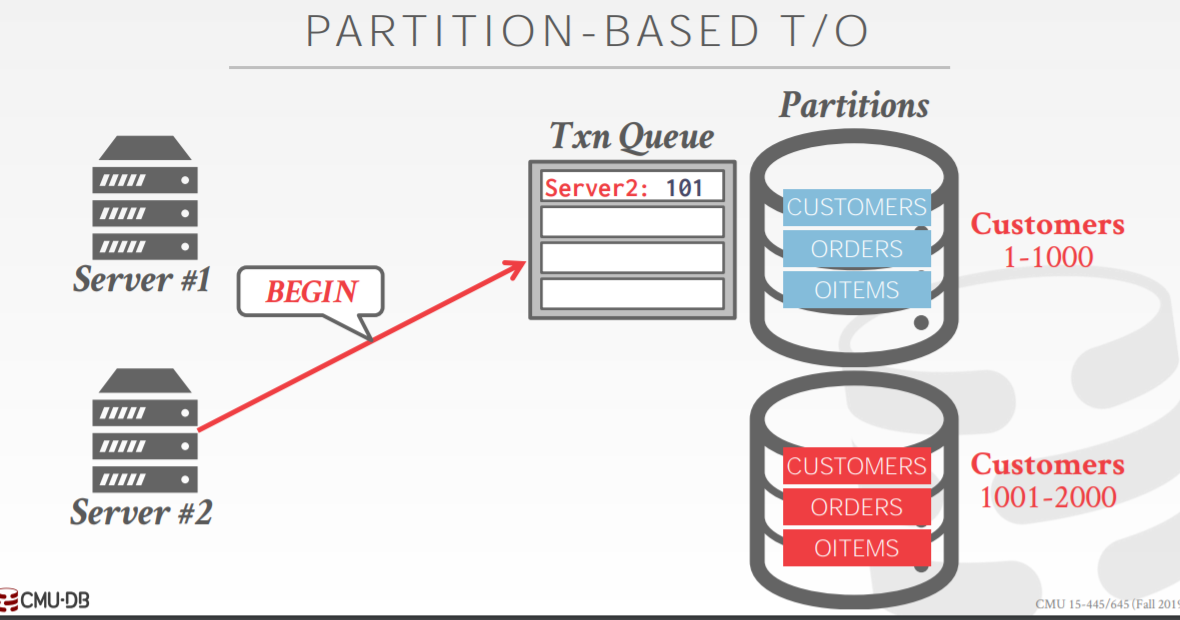 PARTITION-BASED T/O
Partitions
Txn Queue
Server2: 101
CUSTOMERS
ORDERS
OITEMS
Customers
1-1000
Server #1
BEGIN
Server #2
CUSTOMERS
ORDERS
OITEMS
Customers
1001-2000
CMU·DB
CMU 15-445/645 (Fall 2019